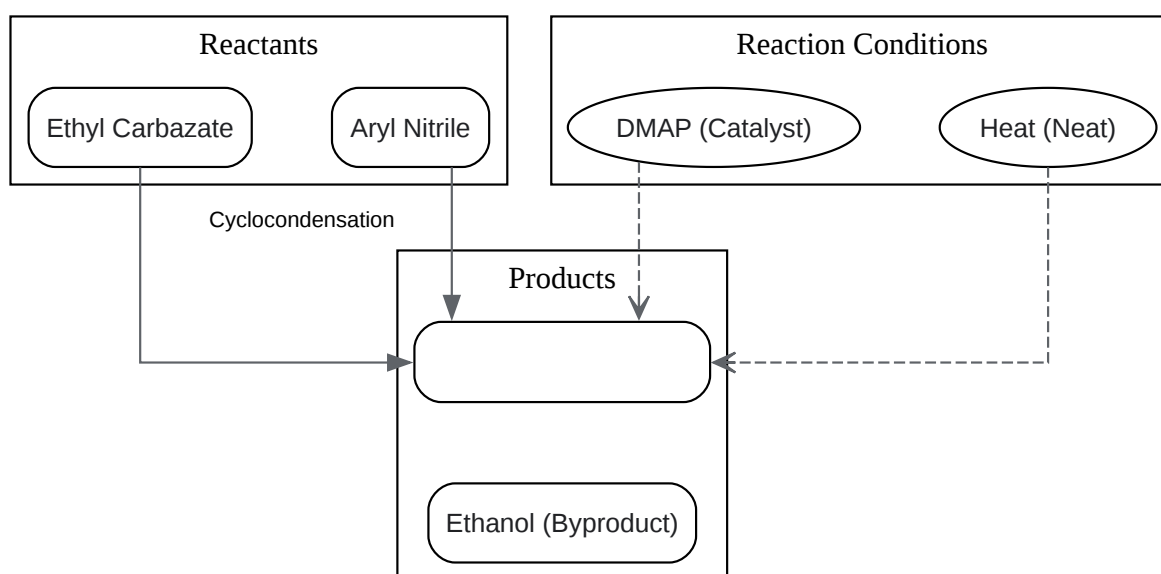 Reactants
Reaction Conditions
Ethyl Carbazate
Aryl Nitrile
DMAP (Catalyst)
Heat (Neat)
Cyclocondensation
Products
Ethanol (Byproduct)